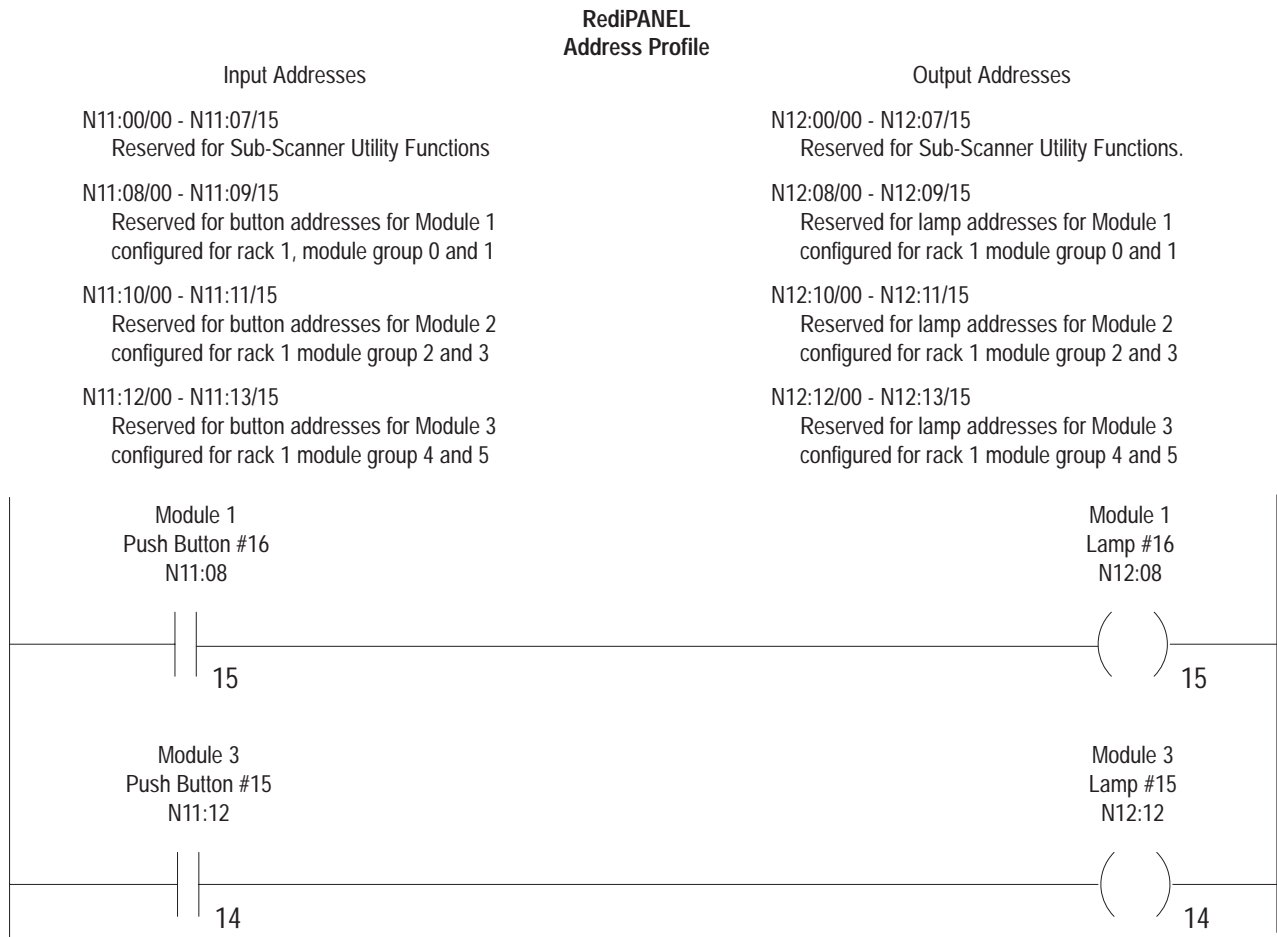 RediPANEL
Address Profile
Input Addresses
N11:00/00 - N11:07/15
Reserved for Sub-Scanner Utility Functions
N11:08/00 - N11:09/15
Reserved for button addresses for Module 1
configured for rack 1, module group 0 and 1
N11:10/00 - N11:11/15
Reserved for button addresses for Module 2
configured for rack 1 module group 2 and 3
N11:12/00 - N11:13/15
Reserved for button addresses for Module 3
configured for rack 1 module group 4 and 5
Output Addresses
N12:00/00 - N12:07/15
Reserved for Sub-Scanner Utility Functions.
N12:08/00 - N12:09/15
Reserved for lamp addresses for Module 1
configured for rack 1 module group 0 and 1
N12:10/00 - N12:11/15
Reserved for lamp addresses for Module 2
configured for rack 1 module group 2 and 3
N12:12/00 - N12:13/15
Reserved for lamp addresses for Module 3
configured for rack 1 module group 4 and 5
Module 1
Push Button #16
N11:08
15
Module 1
Lamp #16
N12:08
15
Module 3
Push Button #15
N11:12
14
Module 3
Lamp #15
N12:12
14